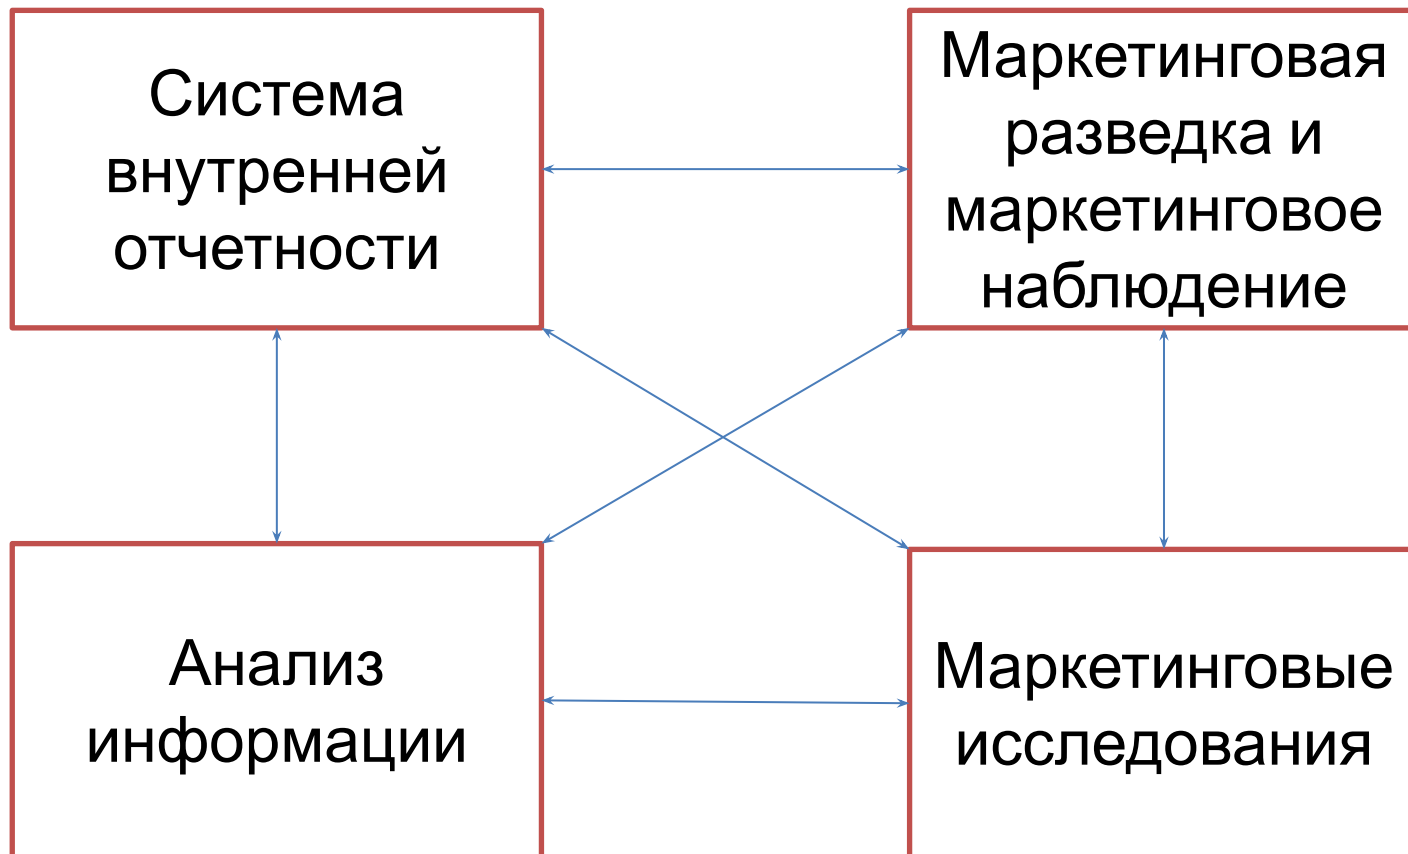 Система
внутренней
отчетности
Маркетинговая
разведка и
маркетинговое
наблюдение
Анализ
информации
Маркетинговые
исследования